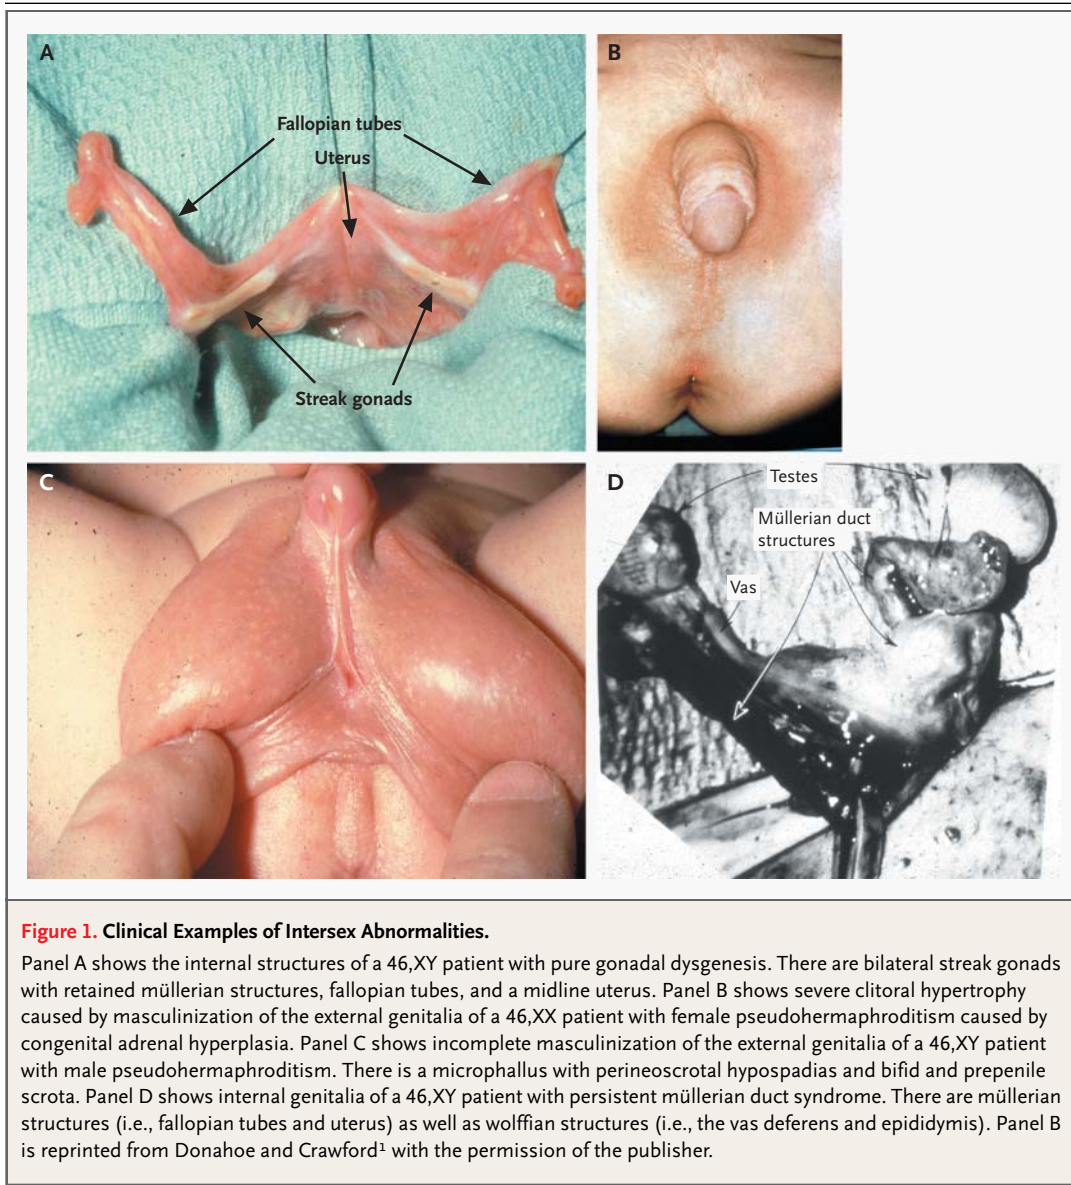 A
Fallopian tubes
Uterus
Streak gonads
B
C
D
Testes
Müllerian duct
structures
Vas
Figure 1. Clinical Examples of Intersex Abnormalities.
Panel A shows the internal structures of a 46,XY patient with pure gonadal dysgenesis. There are bilateral streak gonads
with retained müllerian structures, fallopian tubes, and a midline uterus. Panel B shows severe clitoral hypertrophy
caused by masculinization of the external genitalia of a 46,XX patient with female pseudohermaphroditism caused by
congenital adrenal hyperplasia. Panel C shows incomplete masculinization of the external genitalia of a 46,XY patient
with male pseudohermaphroditism. There is a microphallus with perineoscrotal hypospadias and bifid and prepenile
scrota. Panel D shows internal genitalia of a 46,XY patient with persistent müllerian duct syndrome. There are müllerian
structures (i.e., fallopian tubes and uterus) as well as wolffian structures (i.e., the vas deferens and epididymis). Panel B
is reprinted from Donahoe and Crawford¹ with the permission of the publisher.